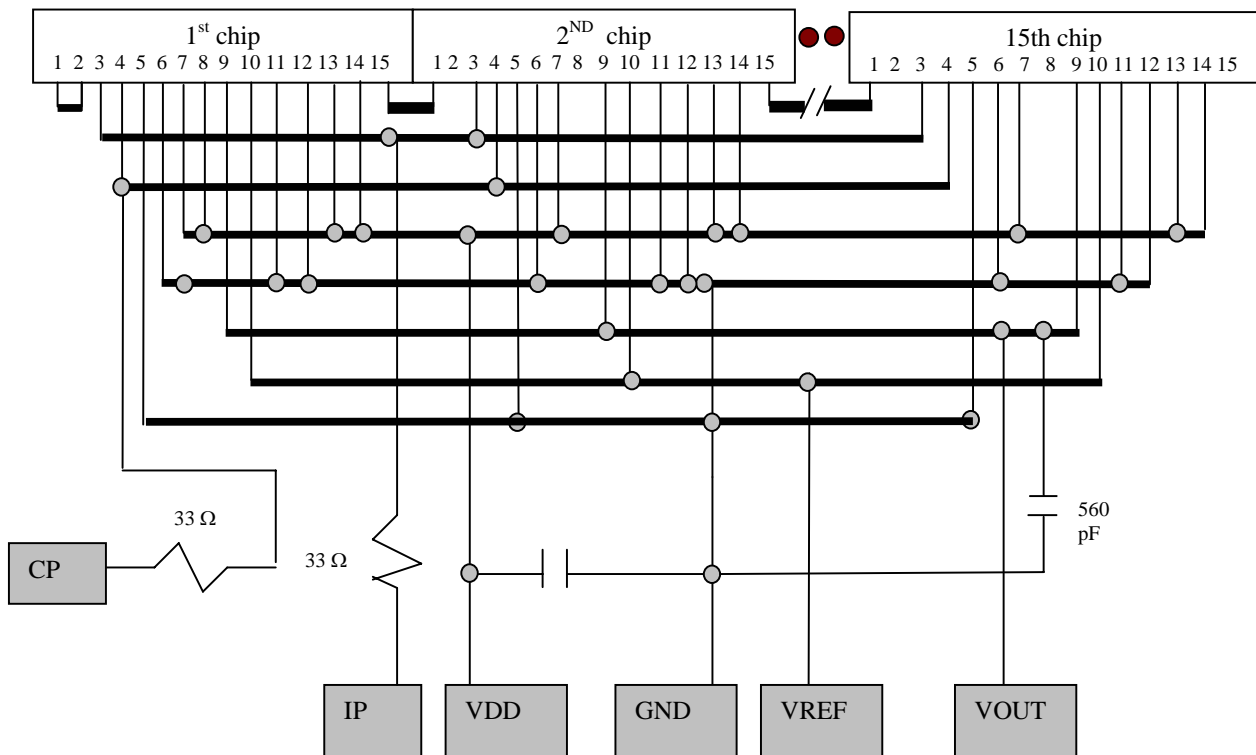 1st chip
2ND chip
15th chip
1 2 3 4 5 6 7 8 9 10 11 12 13 14 15
1 2 3 4 5 6 7 8 9 10 11 12 13 14 15
1 2 3 4 5 6 7 8 9 10 11 12 13 14 15
33 Ω
33 Ω
560
pF
CP
IP
VDD
GND
VREF
VOUT